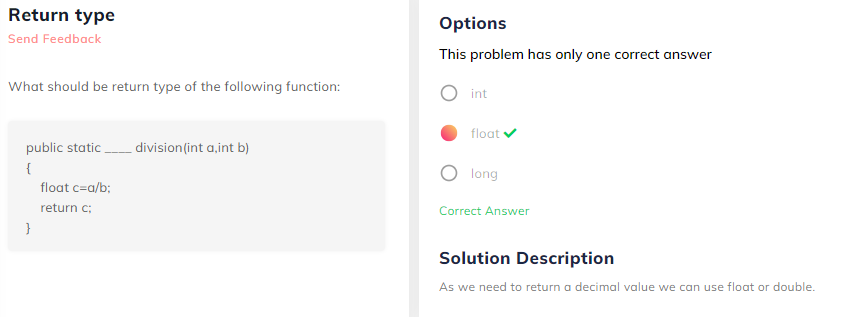 Return type
Send Feedback
What should be return type of the following function:
public static ____ division(int a,int b)
{
float c=a/b;
return c;
}
Options
This problem has only one correct answer
int
float
long
Correct Answer
Solution Description
As we need to return a decimal value we can use float or double.